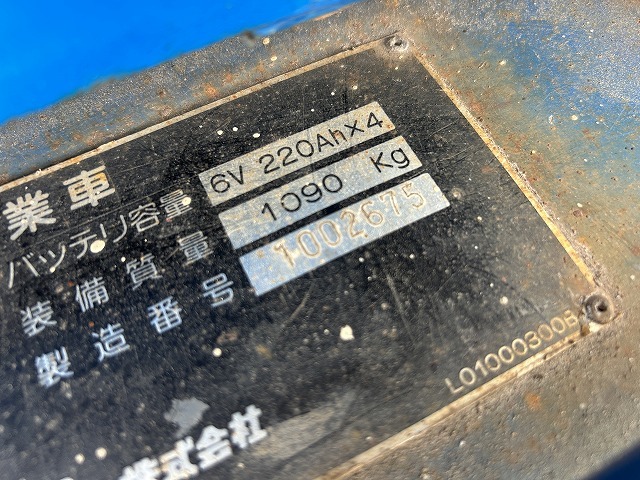 業車
バッテリ容量 6V 220Ah×4
装備質量 1090 Kg
製造番号 1002675
L01000300B
株式会社